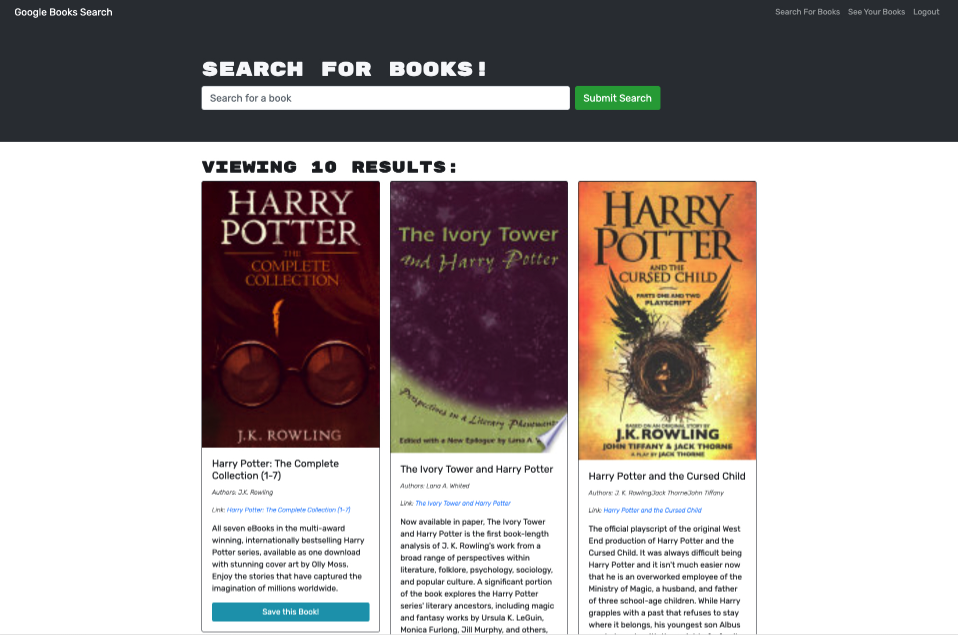 Google Books Search
Search For Books See Your Books Logout
SEARCH FOR BOOKS!
Search for a book
Submit Search
VIEWING 10 RESULTS:
HARRY
POTTER
THE
COMPLETE
COLLECTION
J.K. ROWLING
Harry Potter: The Complete
Collection (1-7)
Authors: J.K. Rowling
Link: Harry Potter: The Complete Collection (1-7)
All seven eBooks in the multi-award
winning, internationally bestselling Harry
Potter series, available as one download
with stunning cover art by Olly Moss.
Enjoy the stories that have captured the
imagination of millions worldwide.
Save this Book!
The Ivory Tower
and Harry Potter
Perspectives on a Literary Phenomenon
Edited with a New Epilogue by Lana A.
The Ivory Tower and Harry Potter
Authors: Lana A. Whited
Link: The Ivory Tower and Harry Potter
Now available in paper, The Ivory Tower
and Harry Potter is the first book-length
analysis of J. K. Rowling's work from a
broad range of perspectives within
literature, folklore, psychology, sociology,
and popular culture. A significant portion
of the book explores the Harry Potter
series' literary ancestors, including magic
and fantasy works by Ursula K. LeGuin,
Monica Furlong, Jill Murphy, and others,
HARRY
POTTER
AND THE
CURSED CHILD
PARTS ONE AND TWO
PLAYSCRIPT
BASED ON AN ORIGINAL STORY BY
J.K.ROWLING
JOHN TIFFANY & JACK THORNE
A PLAY BY JACK THORNE
Harry Potter and the Cursed Child
Authors: J. K. RowlingJack ThorneJohn Tiffany
Link: Harry Potter and the Cursed Child
The official playscript of the original West
End production of Harry Potter and the
Cursed Child. It was always difficult being
Harry Potter and it isn't much easier now
that he is an overworked employee of the
Ministry of Magic, a husband, and father
of three school-age children. While Harry
grapples with a past that refuses to stay
where it belongs, his youngest son Albus